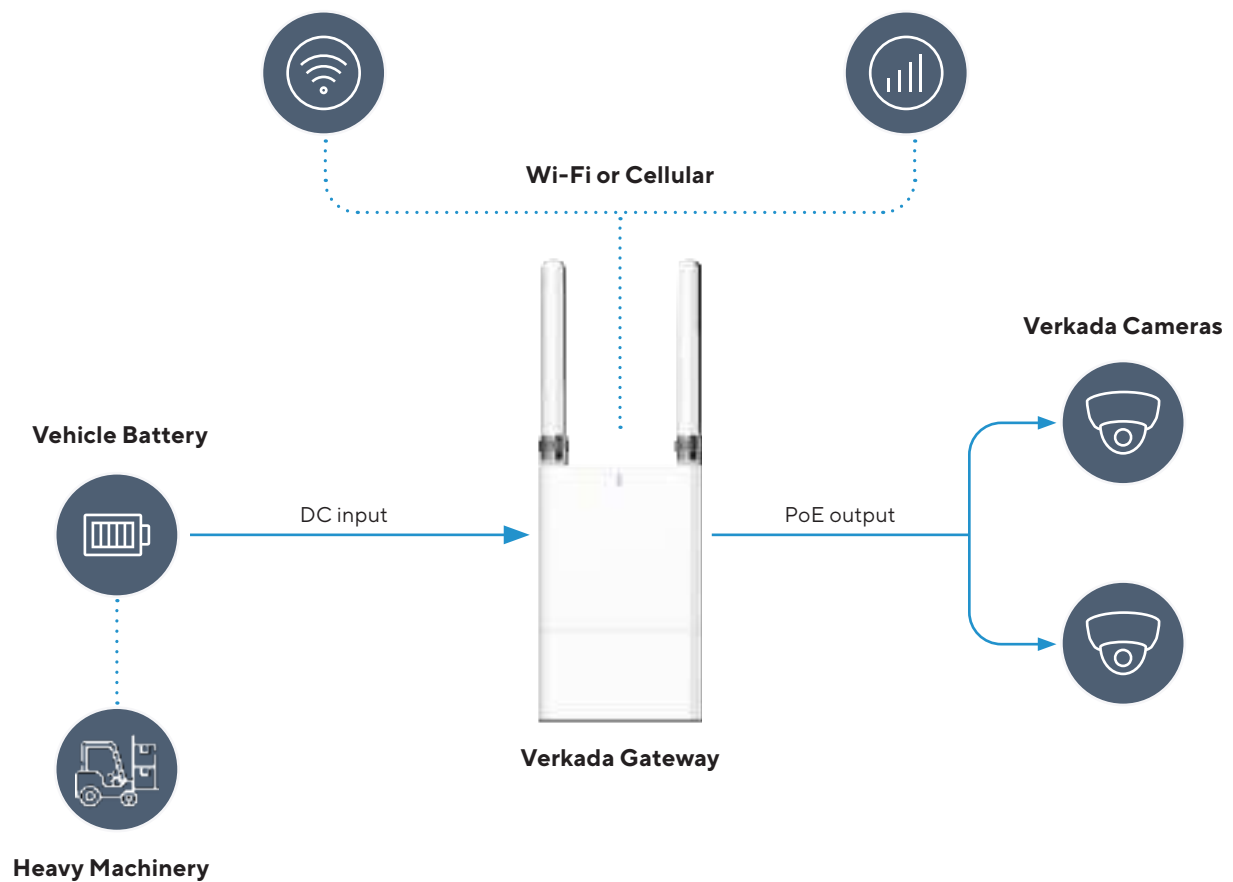 Wi-Fi or Cellular
Verkada Cameras
Vehicle Battery
DC input
PoE output
Verkada Gateway
Heavy Machinery